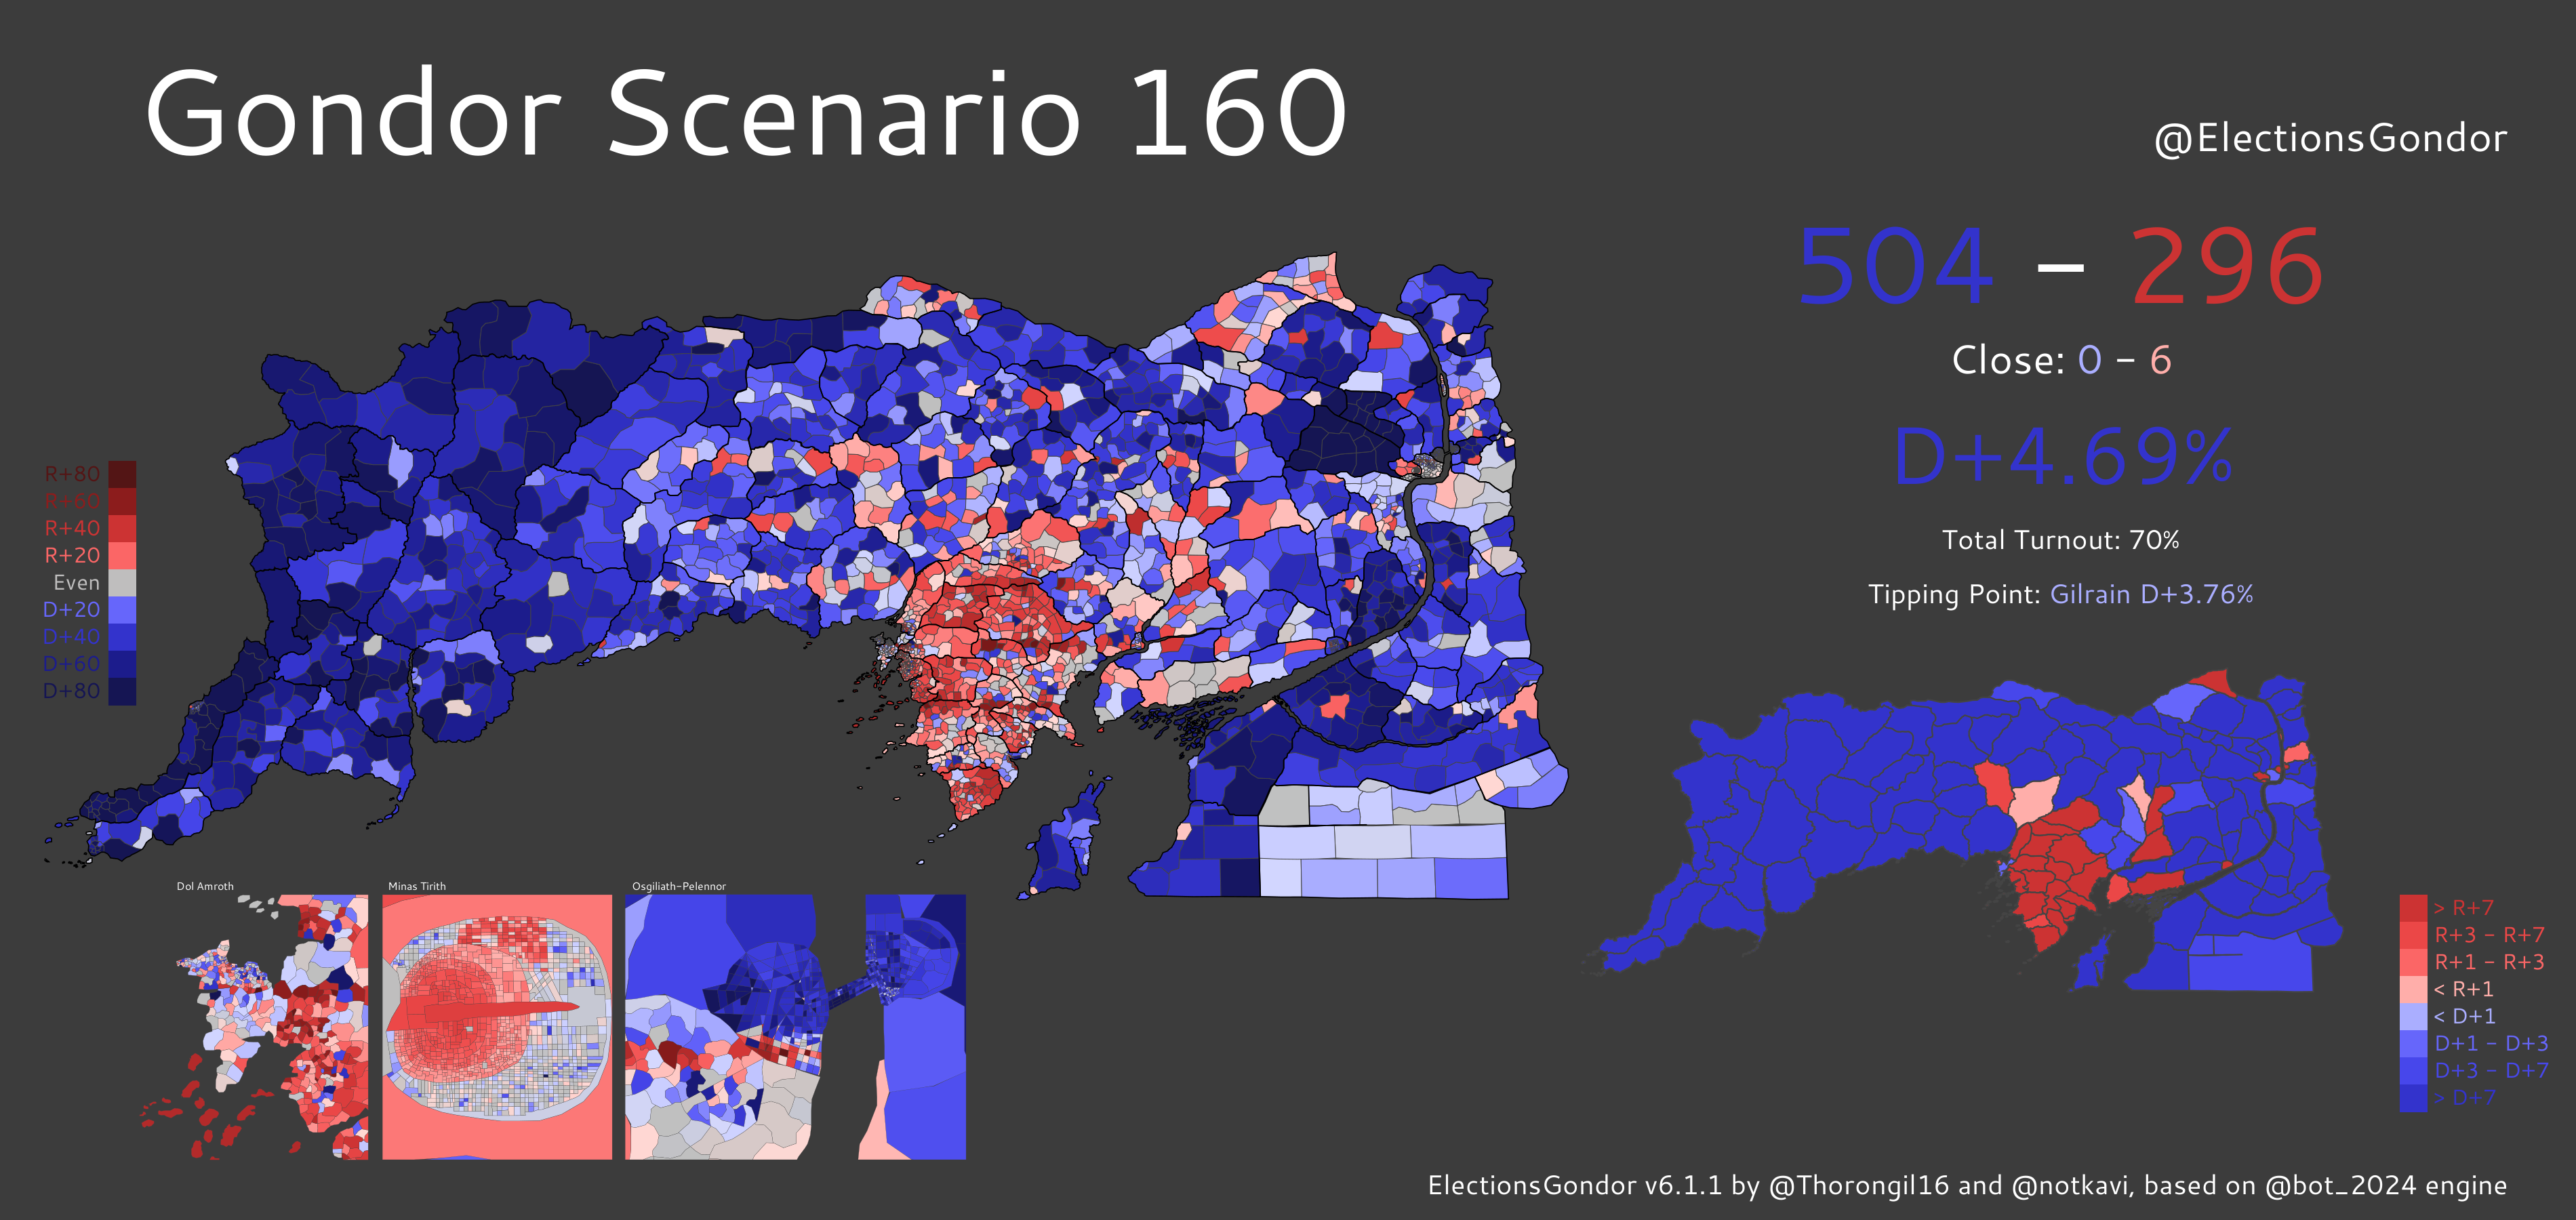 Gondor Scenario 160
@ElectionsGondor
504 – 296
Close: 0 - 6
D+4.69%
Total Turnout: 70%
Tipping Point: Gilrain D+3.76%
R+80
R+60
R+40
R+20
Even
D+20
D+40
D+60
D+80
Dol Amroth
Minas Tirith
Osgiliath-Pelennor
> R+7
R+3 - R+7
R+1 - R+3
< R+1
< D+1
D+1 - D+3
D+3 - D+7
> D+7
ElectionsGondor v6.1.1 by @Thorongil16 and @notkavi, based on @bot_2024 engine